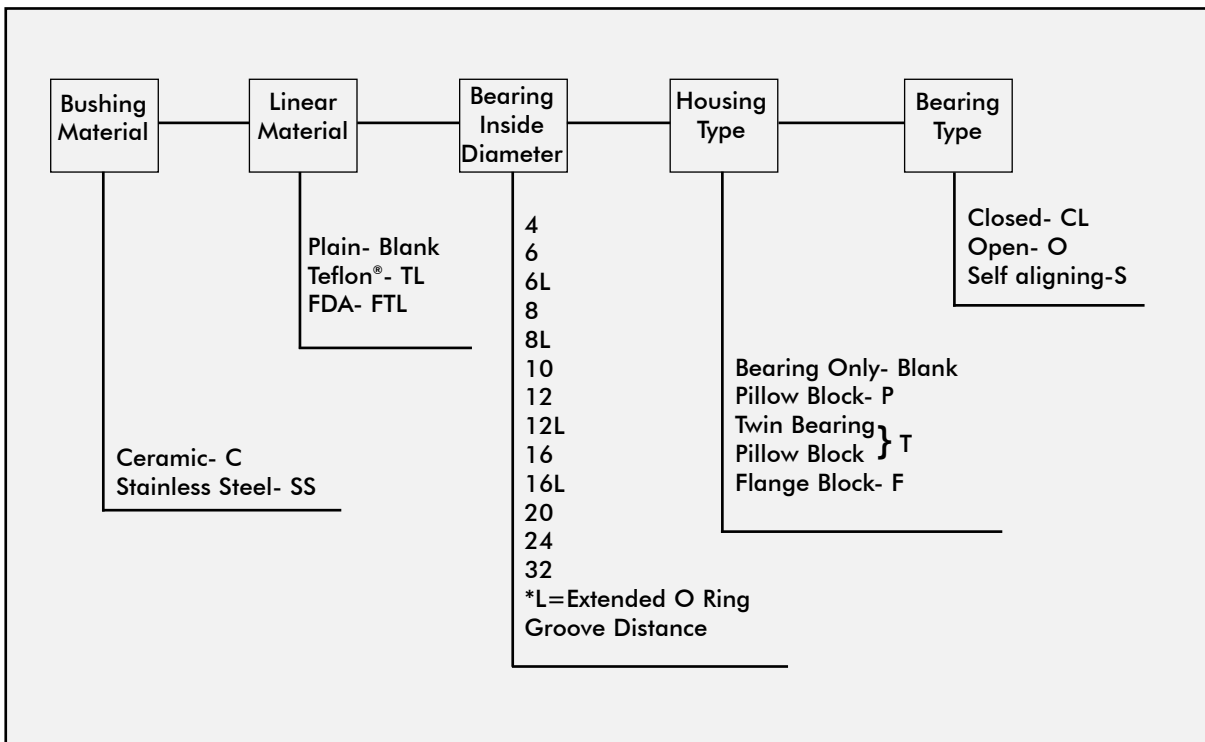 Bushing
Material
Linear
Material
Bearing
Inside
Diameter
Housing
Type
Bearing
Type
Ceramic- C
Stainless Steel- SS
Plain- Blank
Teflon®- TL
FDA- FTL
4
6
6L
8
8L
10
12
12L
16
16L
20
24
32
*L=Extended O Ring
Groove Distance
Bearing Only- Blank
Pillow Block- P
Twin Bearing
Pillow Block } T
Flange Block- F
Closed- CL
Open- O
Self aligning-S